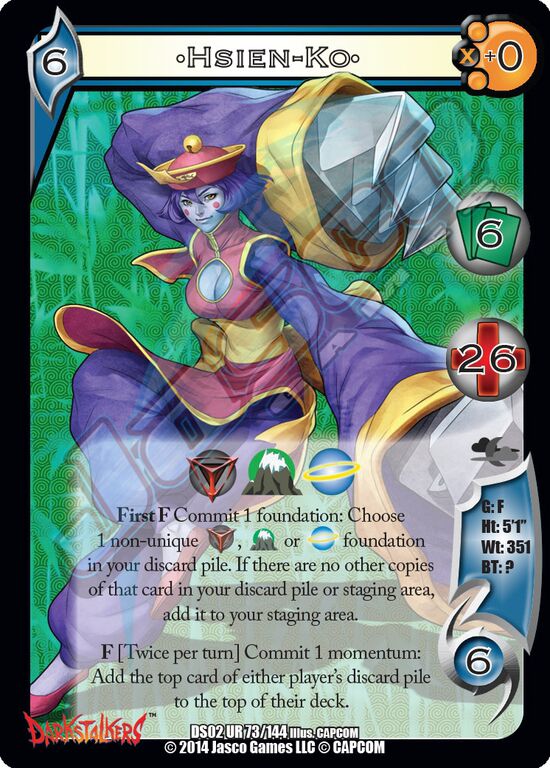 6
·HSIEN-KO·
X +0
6
26
First F Commit 1 foundation: Choose
1 non-unique , or foundation
in your discard pile. If there are no other copies
of that card in your discard pile or staging area,
add it to your staging area.
F [Twice per turn] Commit 1 momentum:
Add the top card of either player's discard pile
to the top of their deck.
G: F
Ht: 5'1"
Wt: 351
BT: ?
6
DARKSTALKERS™
DS02 UR 73/144 Illus. CAPCOM
© 2014 Jasco Games LLC © CAPCOM